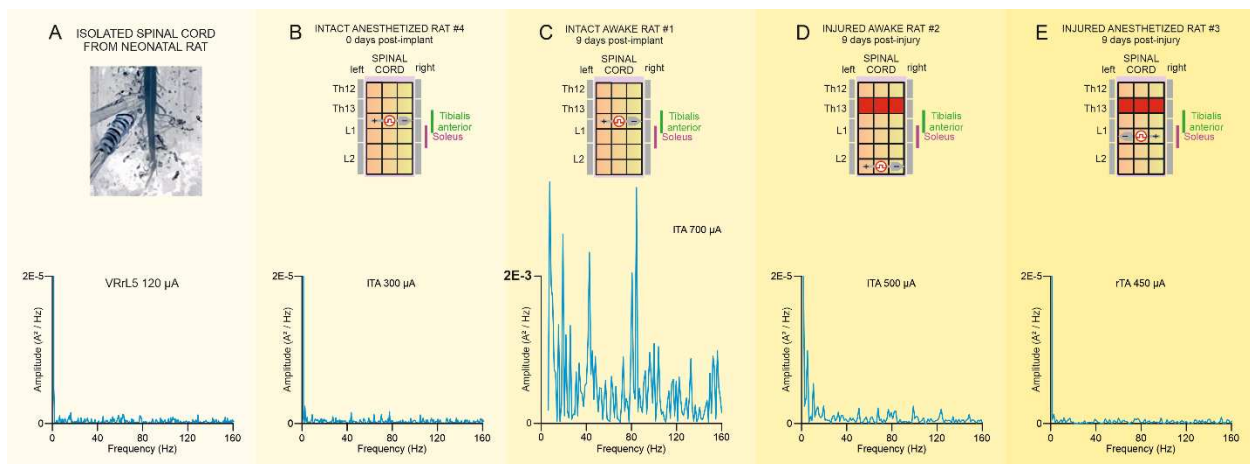 A
ISOLATED SPINAL CORD
FROM NEONATAL RAT
VRrL5 120 µA
2E-5
0
Amplitude (A² / Hz)
0 40 80 120 160
Frequency (Hz)
B
INTACT ANESTHETIZED RAT #4
0 days post-implant
SPINAL
left CORD right
Th12
Th13
L1
L2
+
-
Tibialis
anterior
Soleus
lTA 300 µA
2E-5
0
Amplitude (A² / Hz)
0 40 80 120 160
Frequency (Hz)
C
INTACT AWAKE RAT #1
9 days post-implant
SPINAL
left CORD right
Th12
Th13
L1
L2
+
-
Tibialis
anterior
Soleus
lTA 700 µA
2E-3
0
Amplitude (A² / Hz)
0 40 80 120 160
Frequency (Hz)
D
INJURED AWAKE RAT #2
9 days post-injury
SPINAL
left CORD right
Th12
Th13
L1
L2
+
-
Tibialis
anterior
Soleus
lTA 500 µA
2E-5
0
Amplitude (A² / Hz)
0 40 80 120 160
Frequency (Hz)
E
INJURED ANESTHETIZED RAT #3
9 days post-injury
SPINAL
left CORD right
Th12
Th13
L1
L2
-
+
Tibialis
anterior
Soleus
rTA 450 µA
2E-5
0
Amplitude (A² / Hz)
0 40 80 120 160
Frequency (Hz)